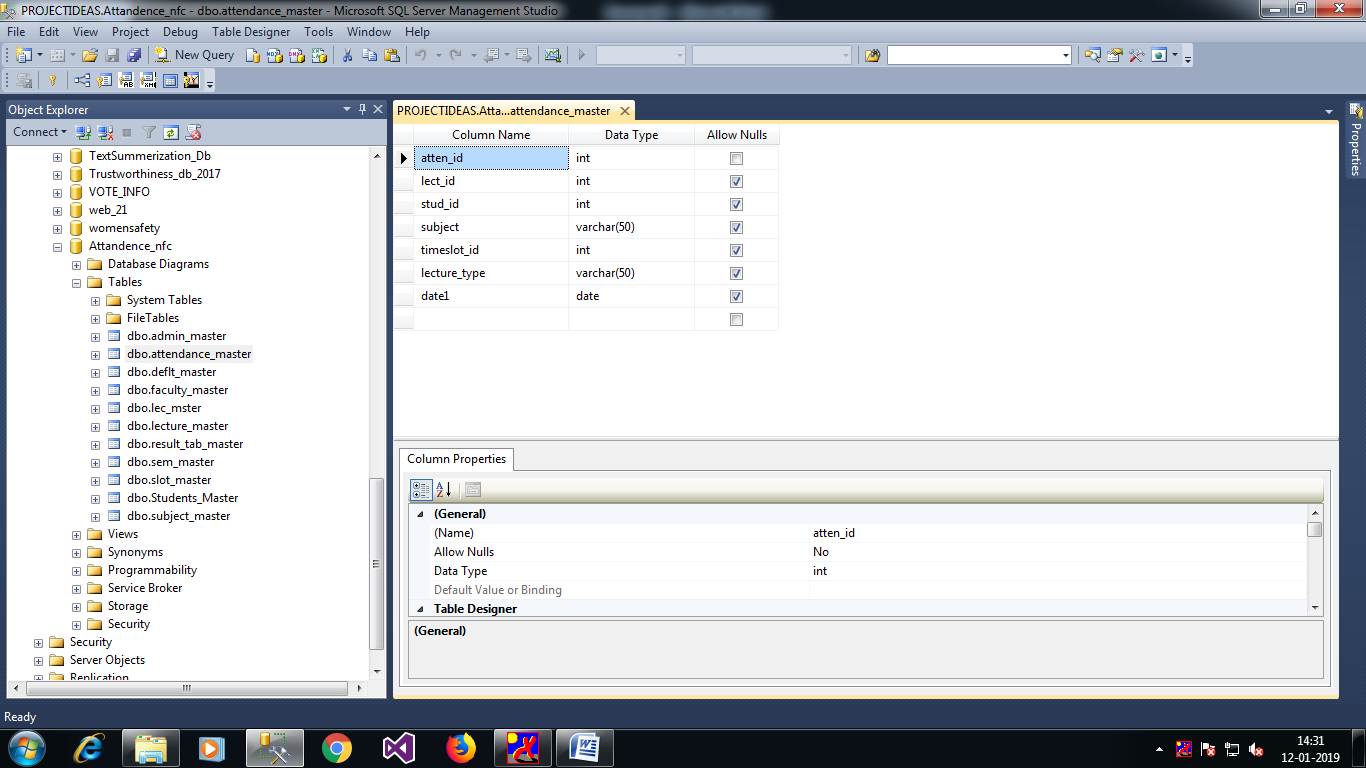 PROJECTIDEAS.Attandence_nfc - dbo.attendance_master - Microsoft SQL Server Management Studio
File Edit View Project Debug Table Designer Tools Window Help
New Query
Object Explorer
Connect
TextSummerization_Db
Trustworthiness_db_2017
VOTE_INFO
web_21
womensafety
Attandence_nfc
Database Diagrams
Tables
System Tables
FileTables
dbo.admin_master
dbo.attendance_master
dbo.deflt_master
dbo.faculty_master
dbo.lec_mster
dbo.lecture_master
dbo.result_tab_master
dbo.sem_master
dbo.slot_master
dbo.Students_Master
dbo.subject_master
Views
Synonyms
Programmability
Service Broker
Storage
Security
Security
Server Objects
Replication
PROJECTIDEAS.Atta...attendance_master
Column Name Data Type Allow Nulls
atten_id int
lect_id int
stud_id int
subject varchar(50)
timeslot_id int
lecture_type varchar(50)
date1 date
Column Properties
(General)
(Name) atten_id
Allow Nulls No
Data Type int
Default Value or Binding
Table Designer
(General)
Properties
Ready
14:31
12-01-2019